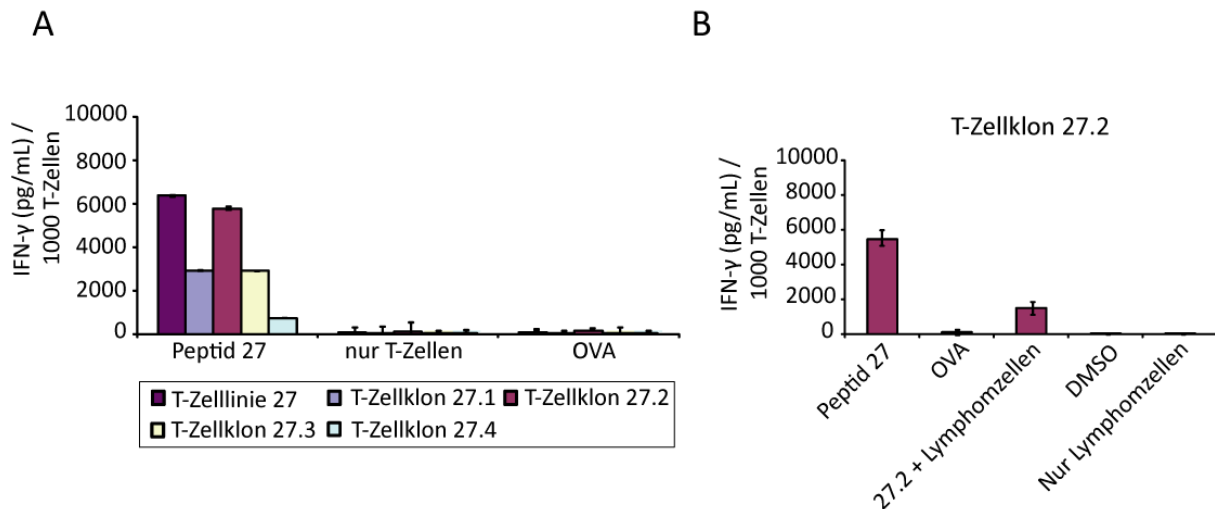 A
IFN-γ (pg/mL) /
1000 T-Zellen
10000
8000
6000
4000
2000
0
Peptid 27
nur T-Zellen
OVA
T-Zelllinie 27
T-Zellklon 27.1
T-Zellklon 27.2
T-Zellklon 27.3
T-Zellklon 27.4
B
T-Zellklon 27.2
IFN-γ (pg/mL) /
1000 T-Zellen
10000
8000
6000
4000
2000
0
Peptid 27
OVA
27.2 + Lymphomzellen
DMSO
Nur Lymphomzellen